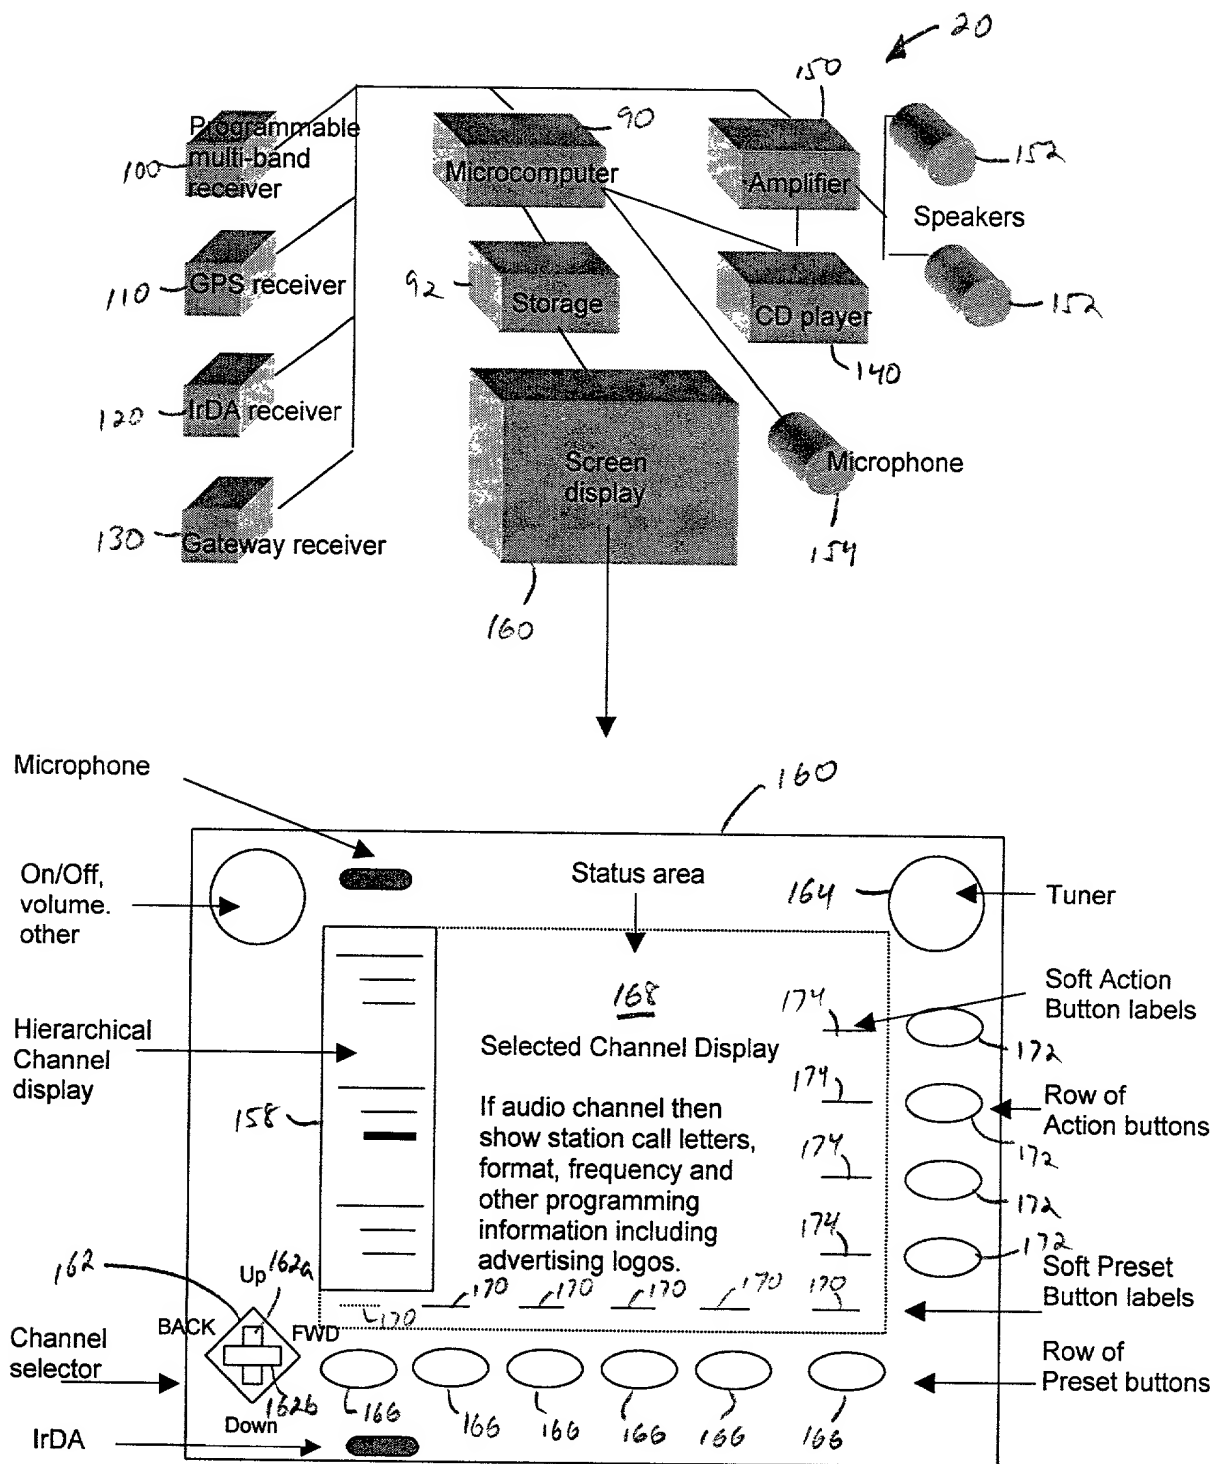 20
150
90
Programmable
multi-band
receiver
100
Microcomputer
Amplifier
152
Speakers
GPS receiver
110
92
Storage
CD player
152
140
IrDA receiver
120
Screen
display
Microphone
Gateway receiver
130
154
160
Microphone
160
On/Off,
volume.
other
Status area
164
Tuner
168
174
Soft Action
Button labels
Hierarchical
Channel
display
Selected Channel Display
172
174
Row of
Action buttons
158
If audio channel then
show station call letters,
format, frequency and
other programming
information including
advertising logos.
172
174
172
174
172
162
Up 162a
Soft Preset
Button labels
170 170 170 170 170 170
BACK
FWD
Channel
selector
Row of
Preset buttons
162b
166 166 166 166 166 166
Down
IrDA